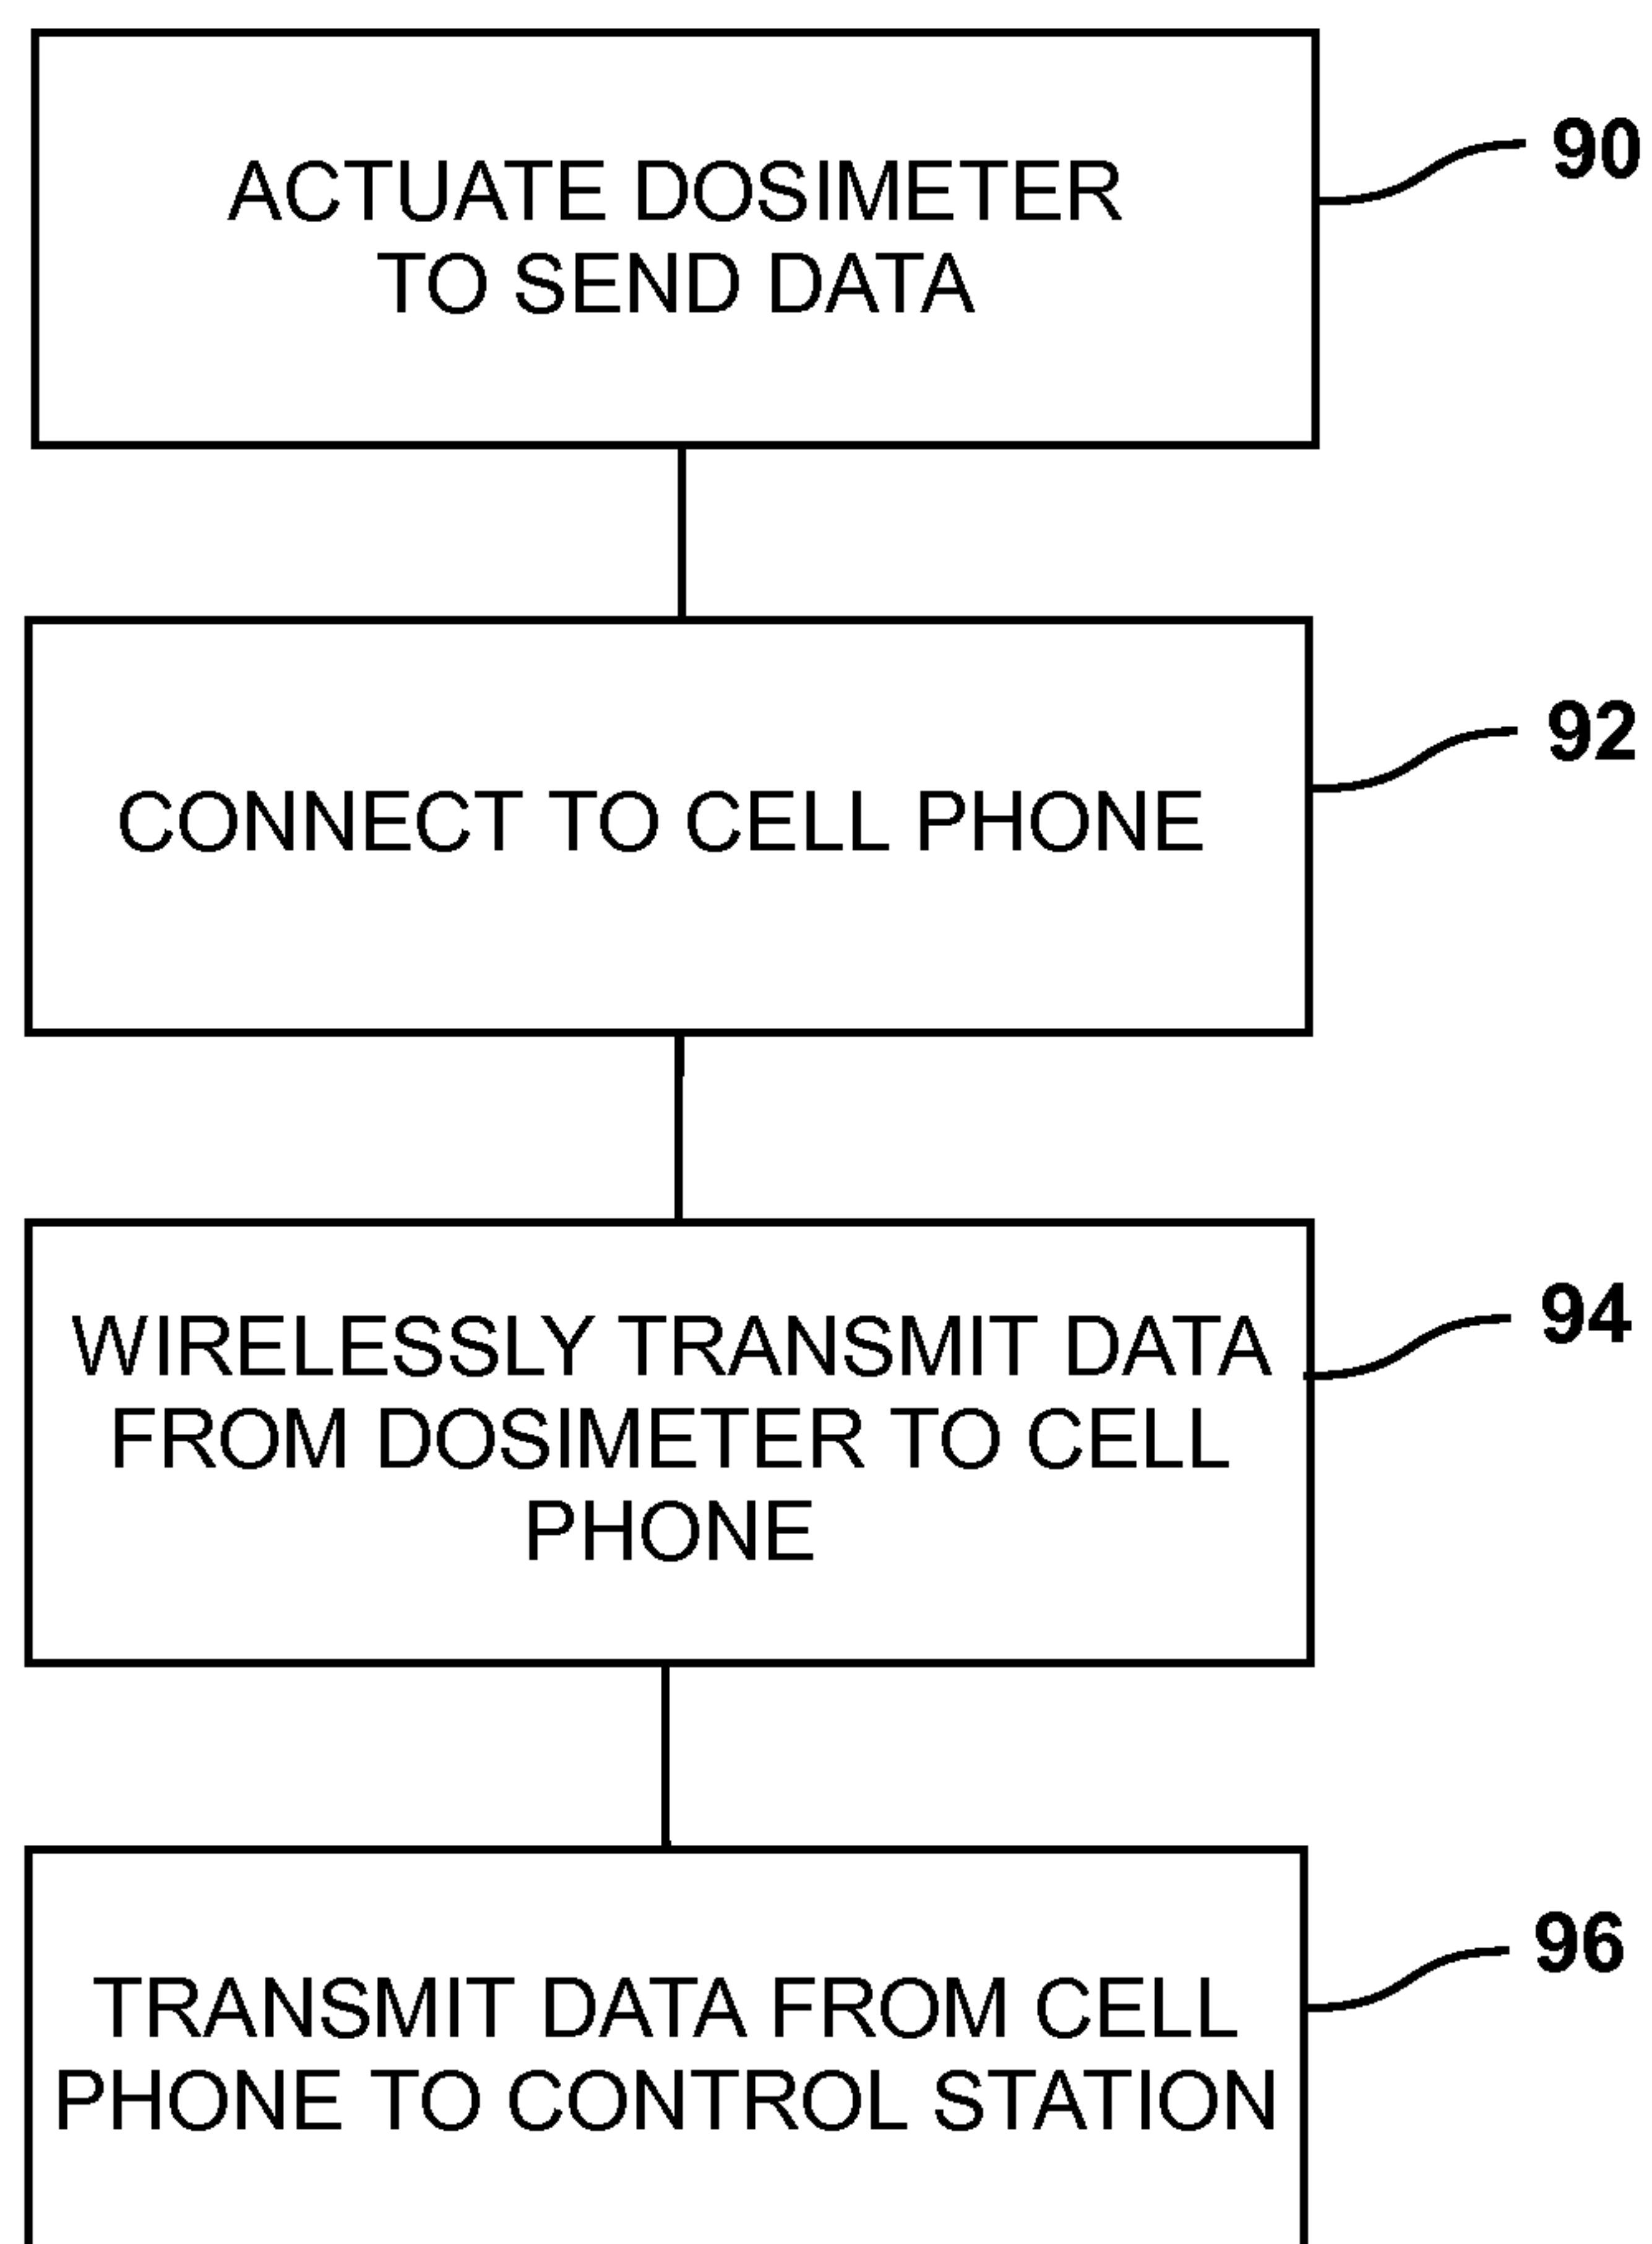 ACTUATE DOSIMETER
TO SEND DATA
90
CONNECT TO CELL PHONE
92
WIRELESSLY TRANSMIT DATA
FROM DOSIMETER TO CELL
PHONE
94
TRANSMIT DATA FROM CELL
PHONE TO CONTROL STATION
96